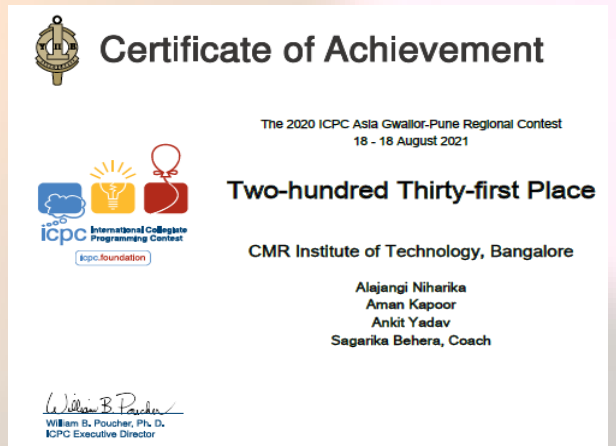 Certificate of Achievement
The 2020 ICPC Asia Gwalior-Pune Regional Contest
18 - 18 August 2021
Two-hundred Thirty-first Place
icpc International Collegiate
Programming Contest
icpc.foundation
CMR Institute of Technology, Bangalore
Alajangi Niharika
Aman Kapoor
Ankit Yadav
Sagarika Behera, Coach
William B. Poucher
William B. Poucher, Ph. D.
ICPC Executive Director